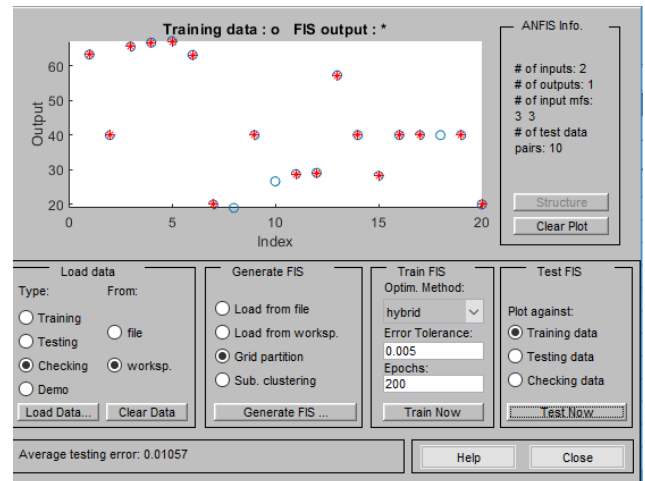 Training data : o   FIS output : *
60
50
40
30
20
Output
0 5 10 15 20
Index
ANFIS Info.
# of inputs: 2
# of outputs: 1
# of input mfs:
3 3
# of test data
pairs: 10
Structure
Clear Plot
Load data
Type: From:
Training
Testing
Checking
Demo
file
worksp.
Load Data...
Clear Data
Generate FIS
Load from file
Load from worksp.
Grid partition
Sub. clustering
Generate FIS ...
Train FIS
Optim. Method:
hybrid
Error Tolerance:
0.005
Epochs:
200
Train Now
Test FIS
Plot against:
Training data
Testing data
Checking data
Test Now
Average testing error: 0.01057
Help
Close